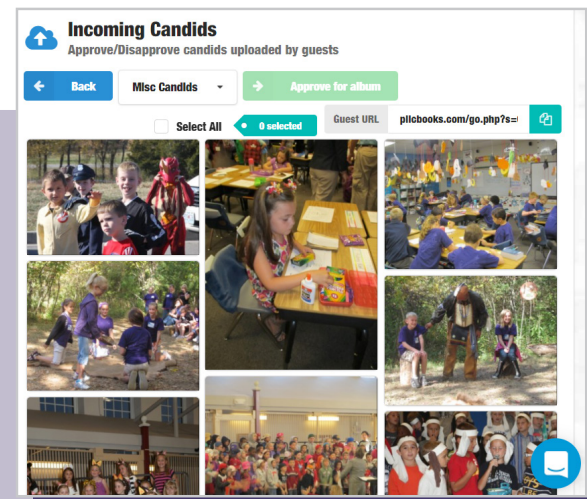 Incoming Candids
Approve/Disapprove candids uploaded by guests
Back
Misc Candids
Approve for album
Select All
0 selected
Guest URL
pilcbooks.com/go.php?s=